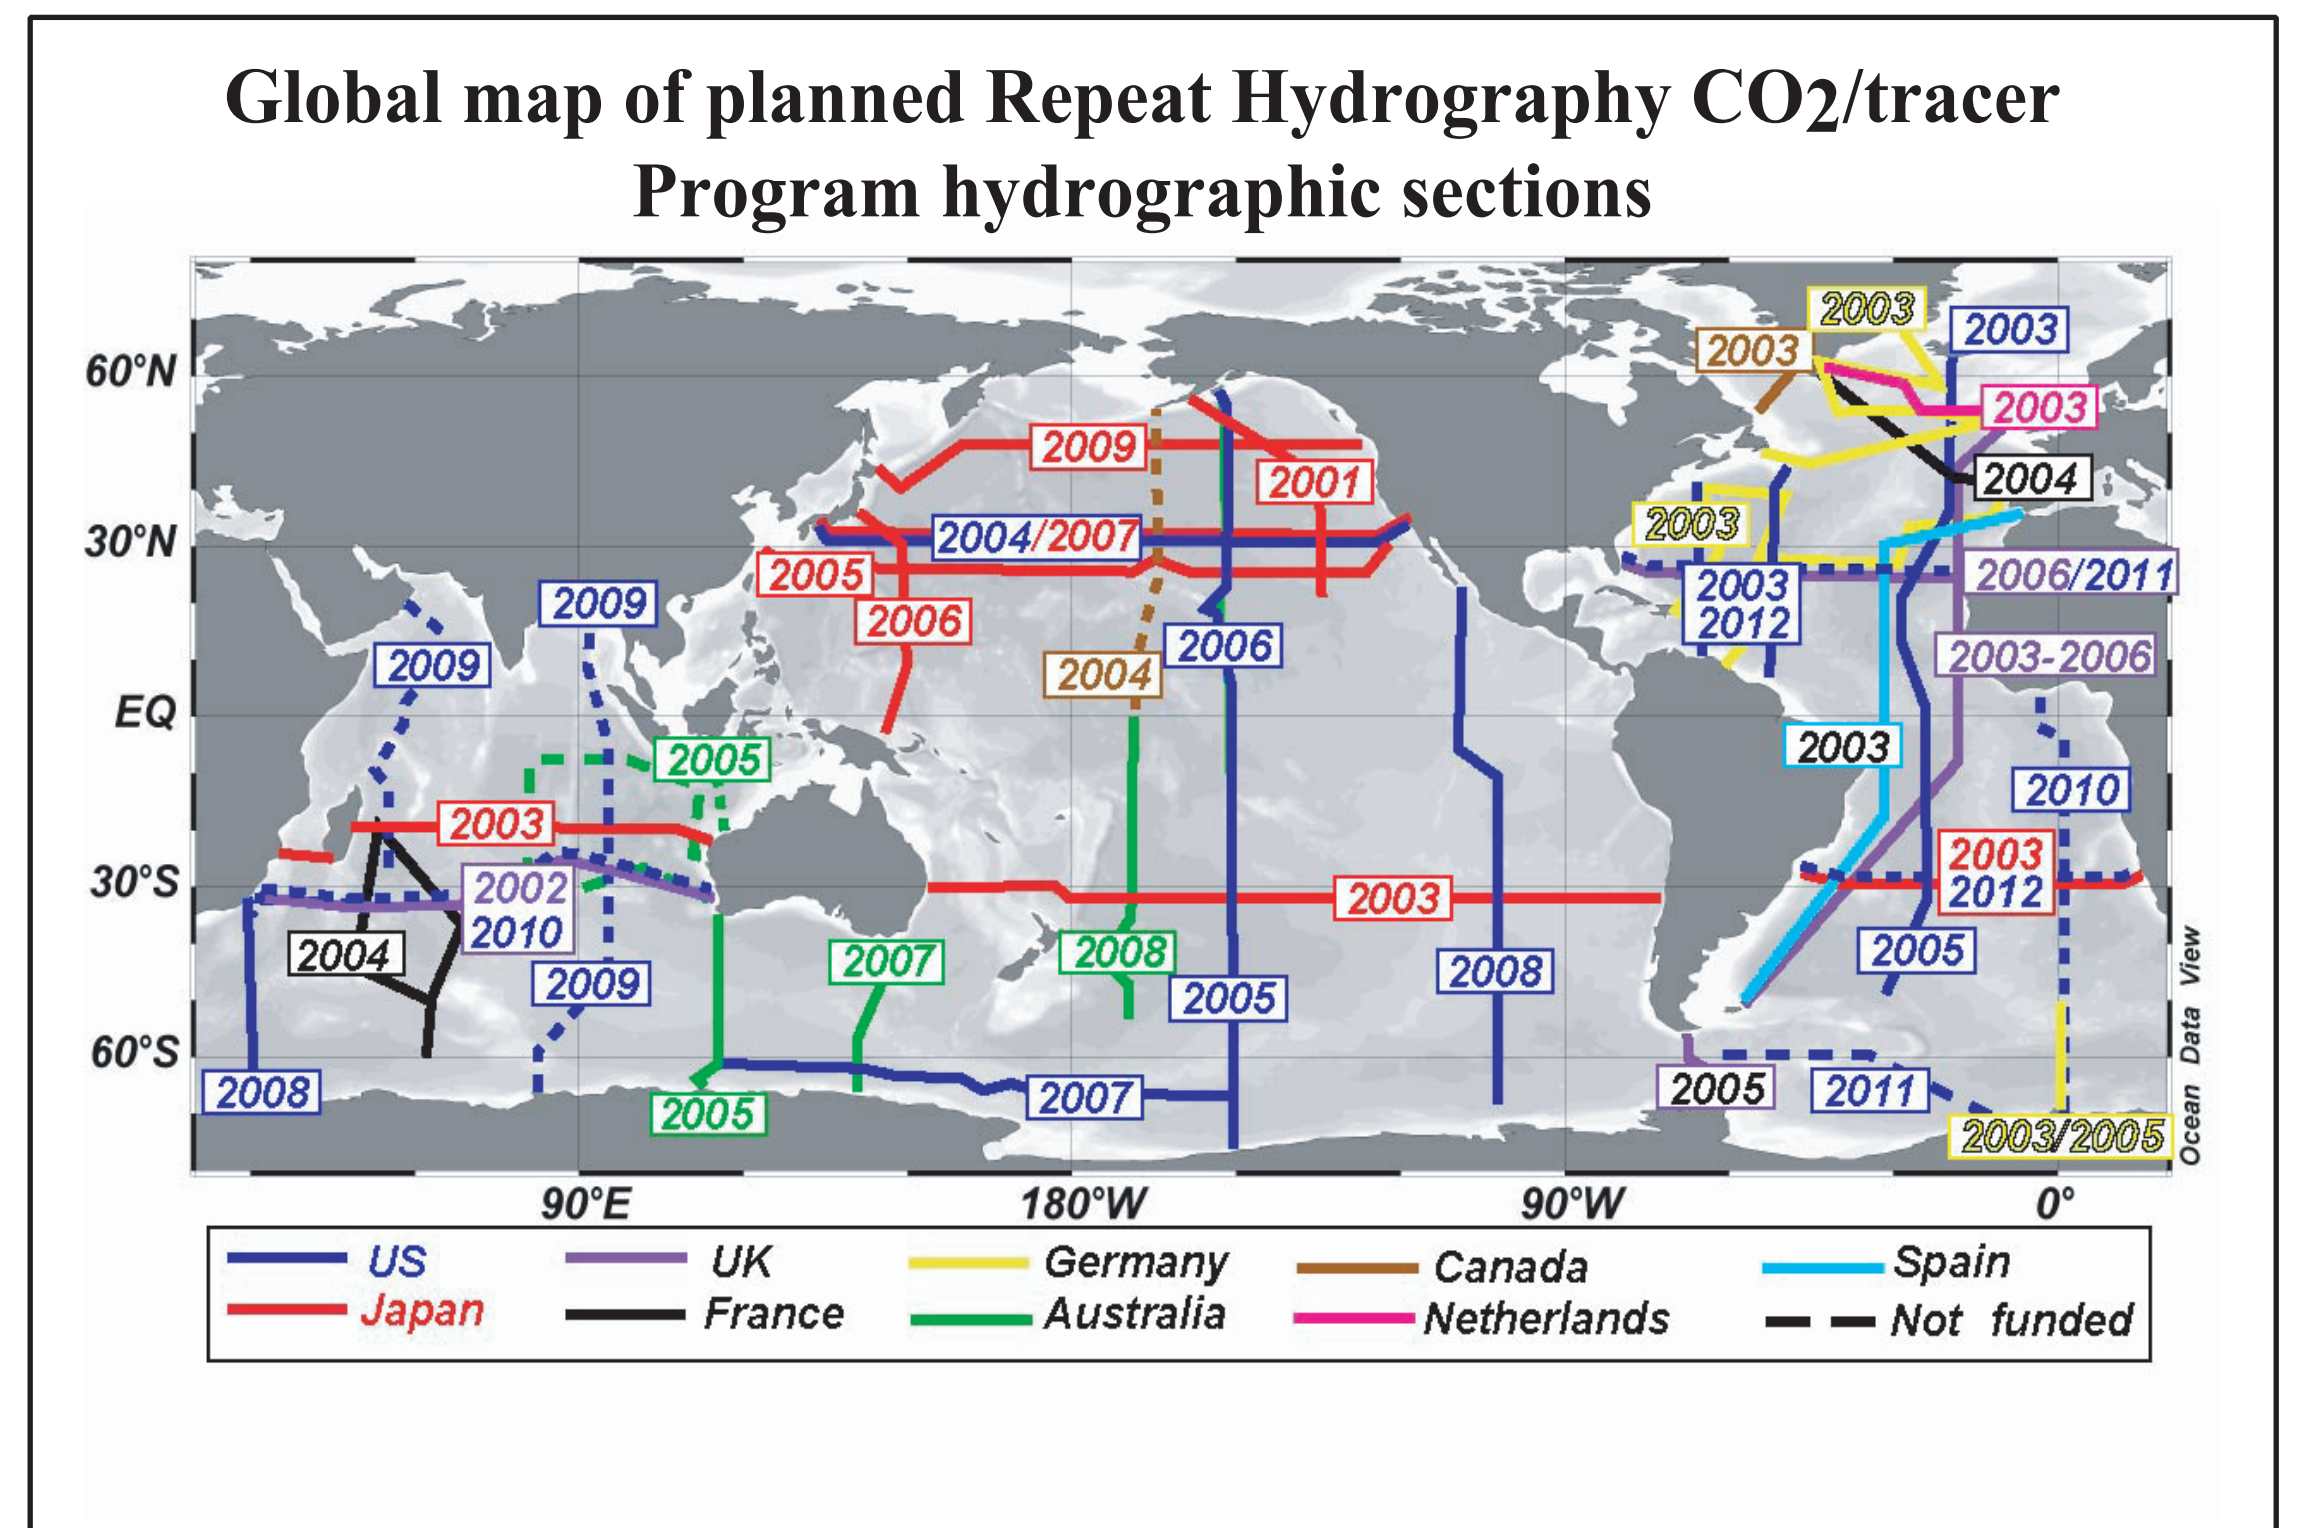 Global map of planned Repeat Hydrography CO2/tracer
Program hydrographic sections
2003
2003
2003
60°N
2003
2009
2001
2004
2003
30°N
2004/2007
2005
2006/2011
2003
2012
2009
2006
2006
2009
2003-2006
2004
EQ
2003
2005
2010
2003
2003
2012
30°S
2002
2010
2003
2004
2007
2008
2005
2009
2008
2005
60°S
2008
2007
2005
2011
2005
2003/2005
Ocean Data View
90°E
180°W
90°W
0°
US
UK
Germany
Canada
Spain
Japan
France
Australia
Netherlands
Not funded